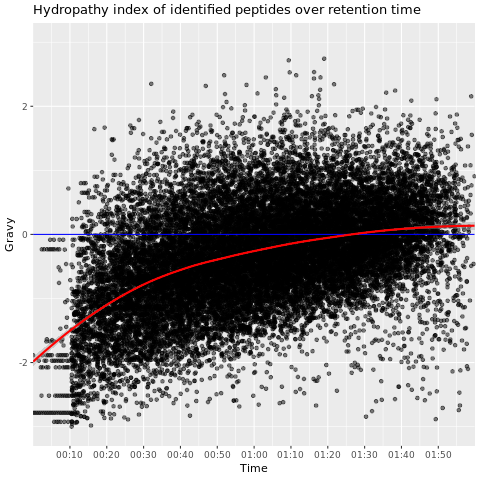 Hydropathy index of identified peptides over retention time
Gravy
2
0
-2
00:10 00:20 00:30 00:40 00:50 01:00 01:10 01:20 01:30 01:40 01:50
Time